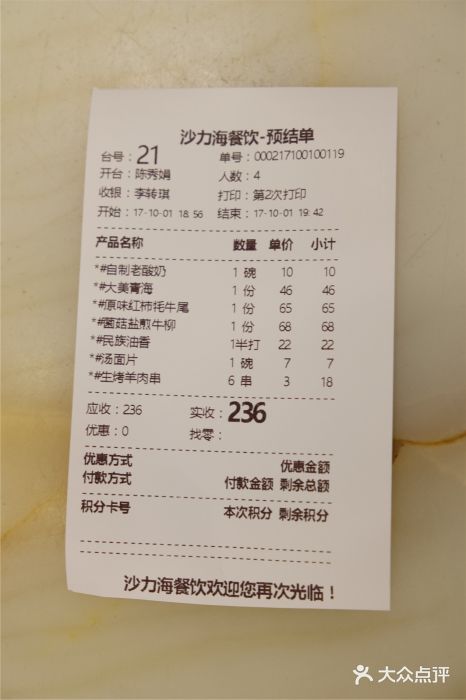 沙力海餐饮-预结单
台号：21 单号：000217100100119
开台：陈秀娟 人数：4
收银：李转琪 打印：第2次打印
开始：17-10-01 18:56 结束：17-10-01 19:42
产品名称 数量 单价 小计
*#自制老酸奶 1 碗 10 10
*#大美青海 1 份 46 46
*#原味红柿牦牛尾 1 份 65 65
*#菌菇盐煎牛柳 1 份 68 68
*#民族油香 1半打 22 22
*#汤面片 1 碗 7 7
*#生烤羊肉串 6 串 3 18
应收：236 实收：236
优惠：0 找零：
优惠方式 优惠金额
付款方式 付款金额 剩余总额
积分卡号 本次积分 剩余积分
沙力海餐饮欢迎您再次光临！
大众点评